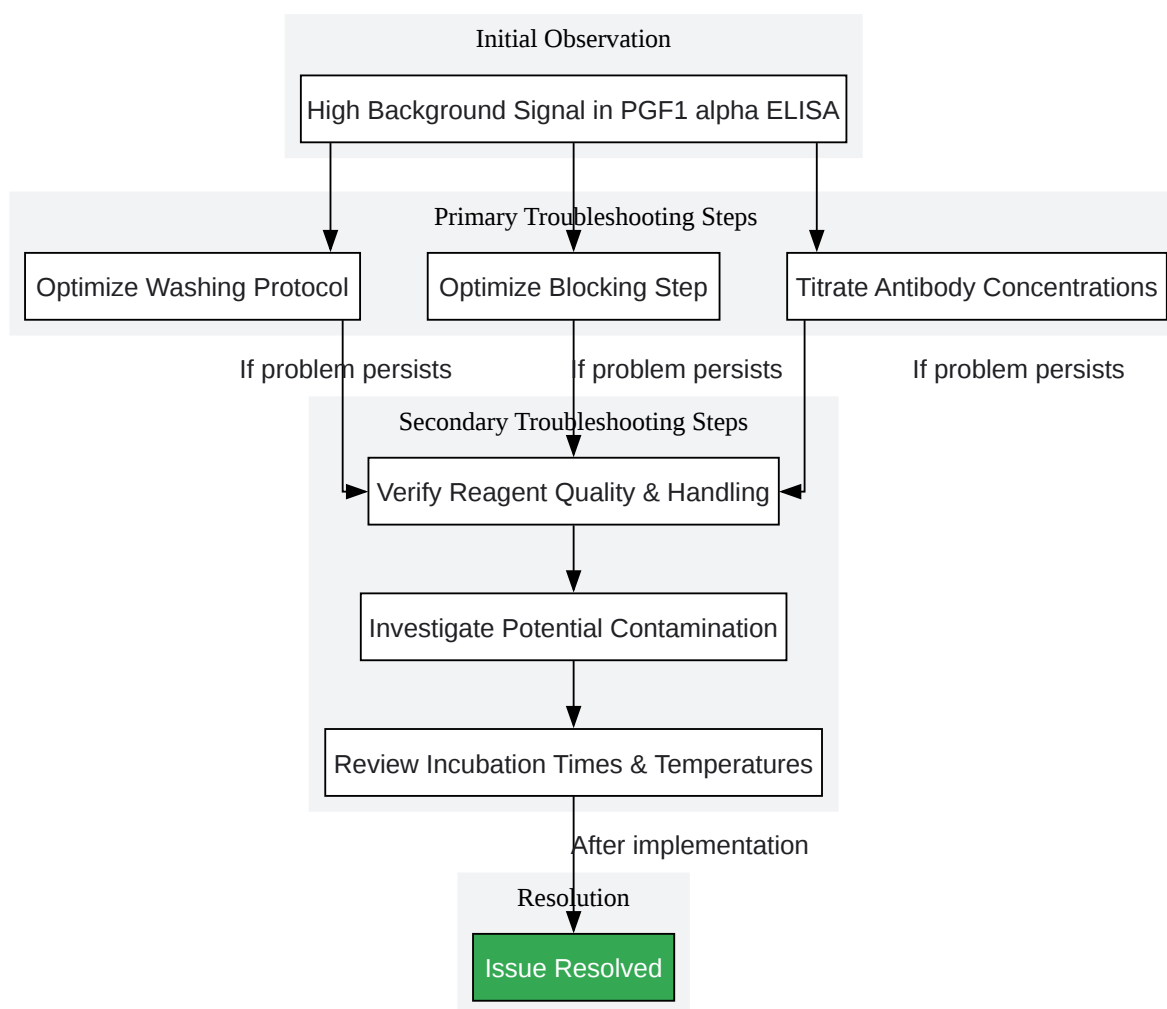 Initial Observation
High Background Signal in PGF1 alpha ELISA
Primary Troubleshooting Steps
Optimize Washing Protocol
Optimize Blocking Step
Titrate Antibody Concentrations
If problem persists
If problem persists
If problem persists
Secondary Troubleshooting Steps
Verify Reagent Quality & Handling
Investigate Potential Contamination
Review Incubation Times & Temperatures
After implementation
Resolution
Issue Resolved